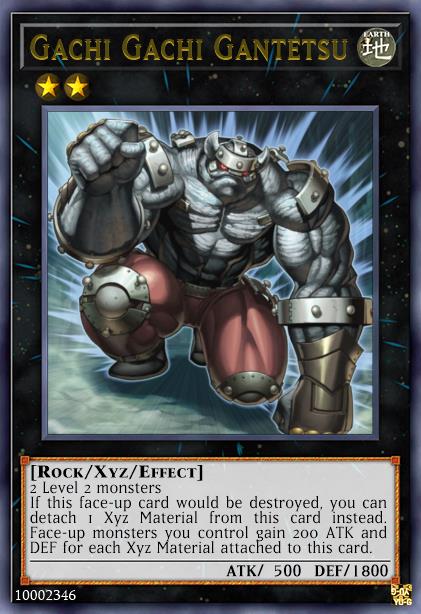 Gachi Gachi Gantetsu
EARTH
地
[Rock/Xyz/Effect]
2 Level 2 monsters
If this face-up card would be destroyed, you can
detach 1 Xyz Material from this card instead.
Face-up monsters you control gain 200 ATK and
DEF for each Xyz Material attached to this card.
ATK/ 500 DEF/1800
10002346